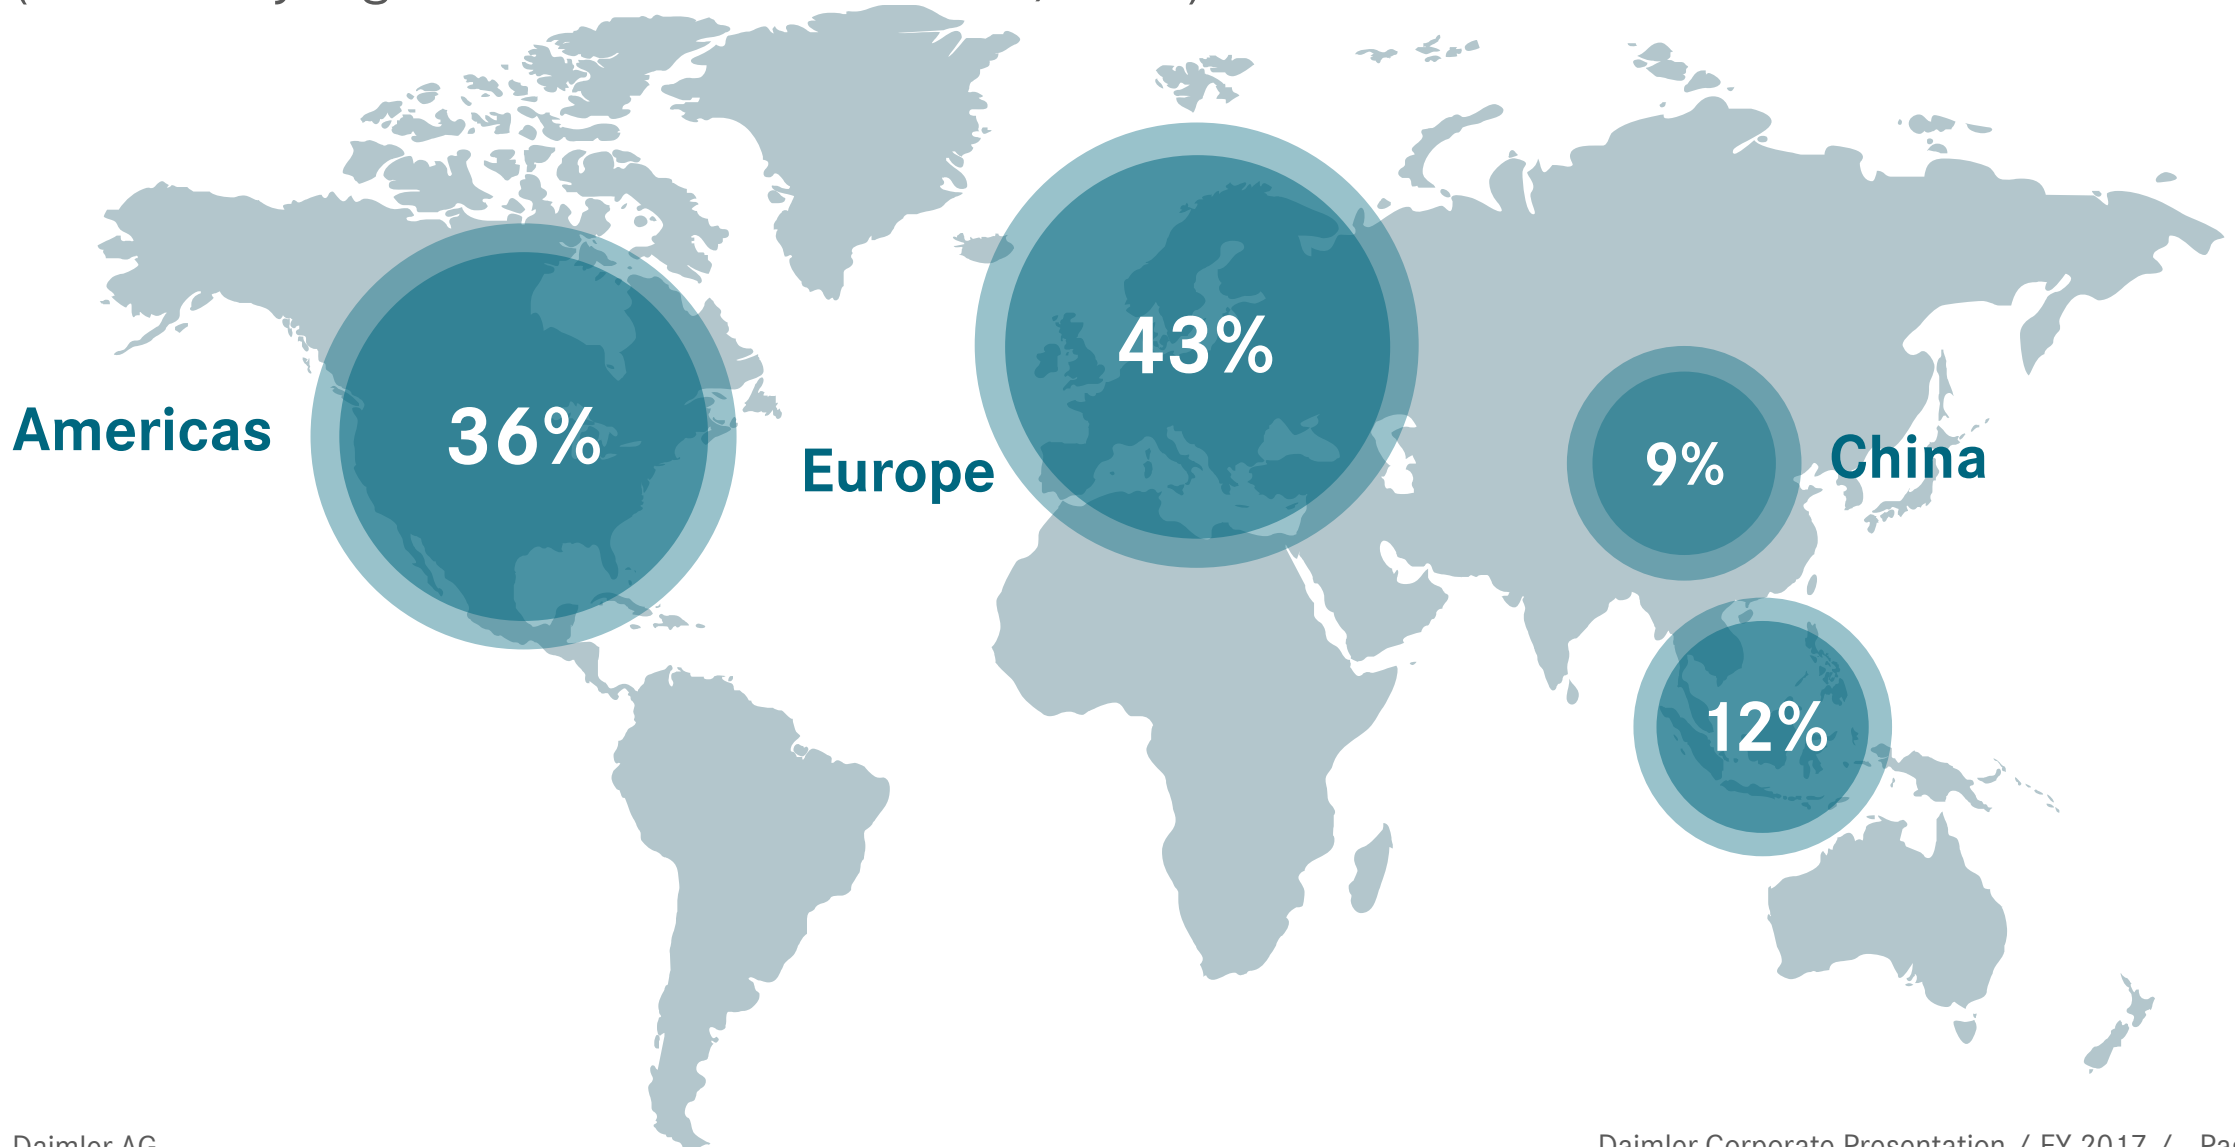 Americas
36%
Europe
43%
9%
China
12%
Daimler AG
Daimler Corporate Presentation / FY 2017 /